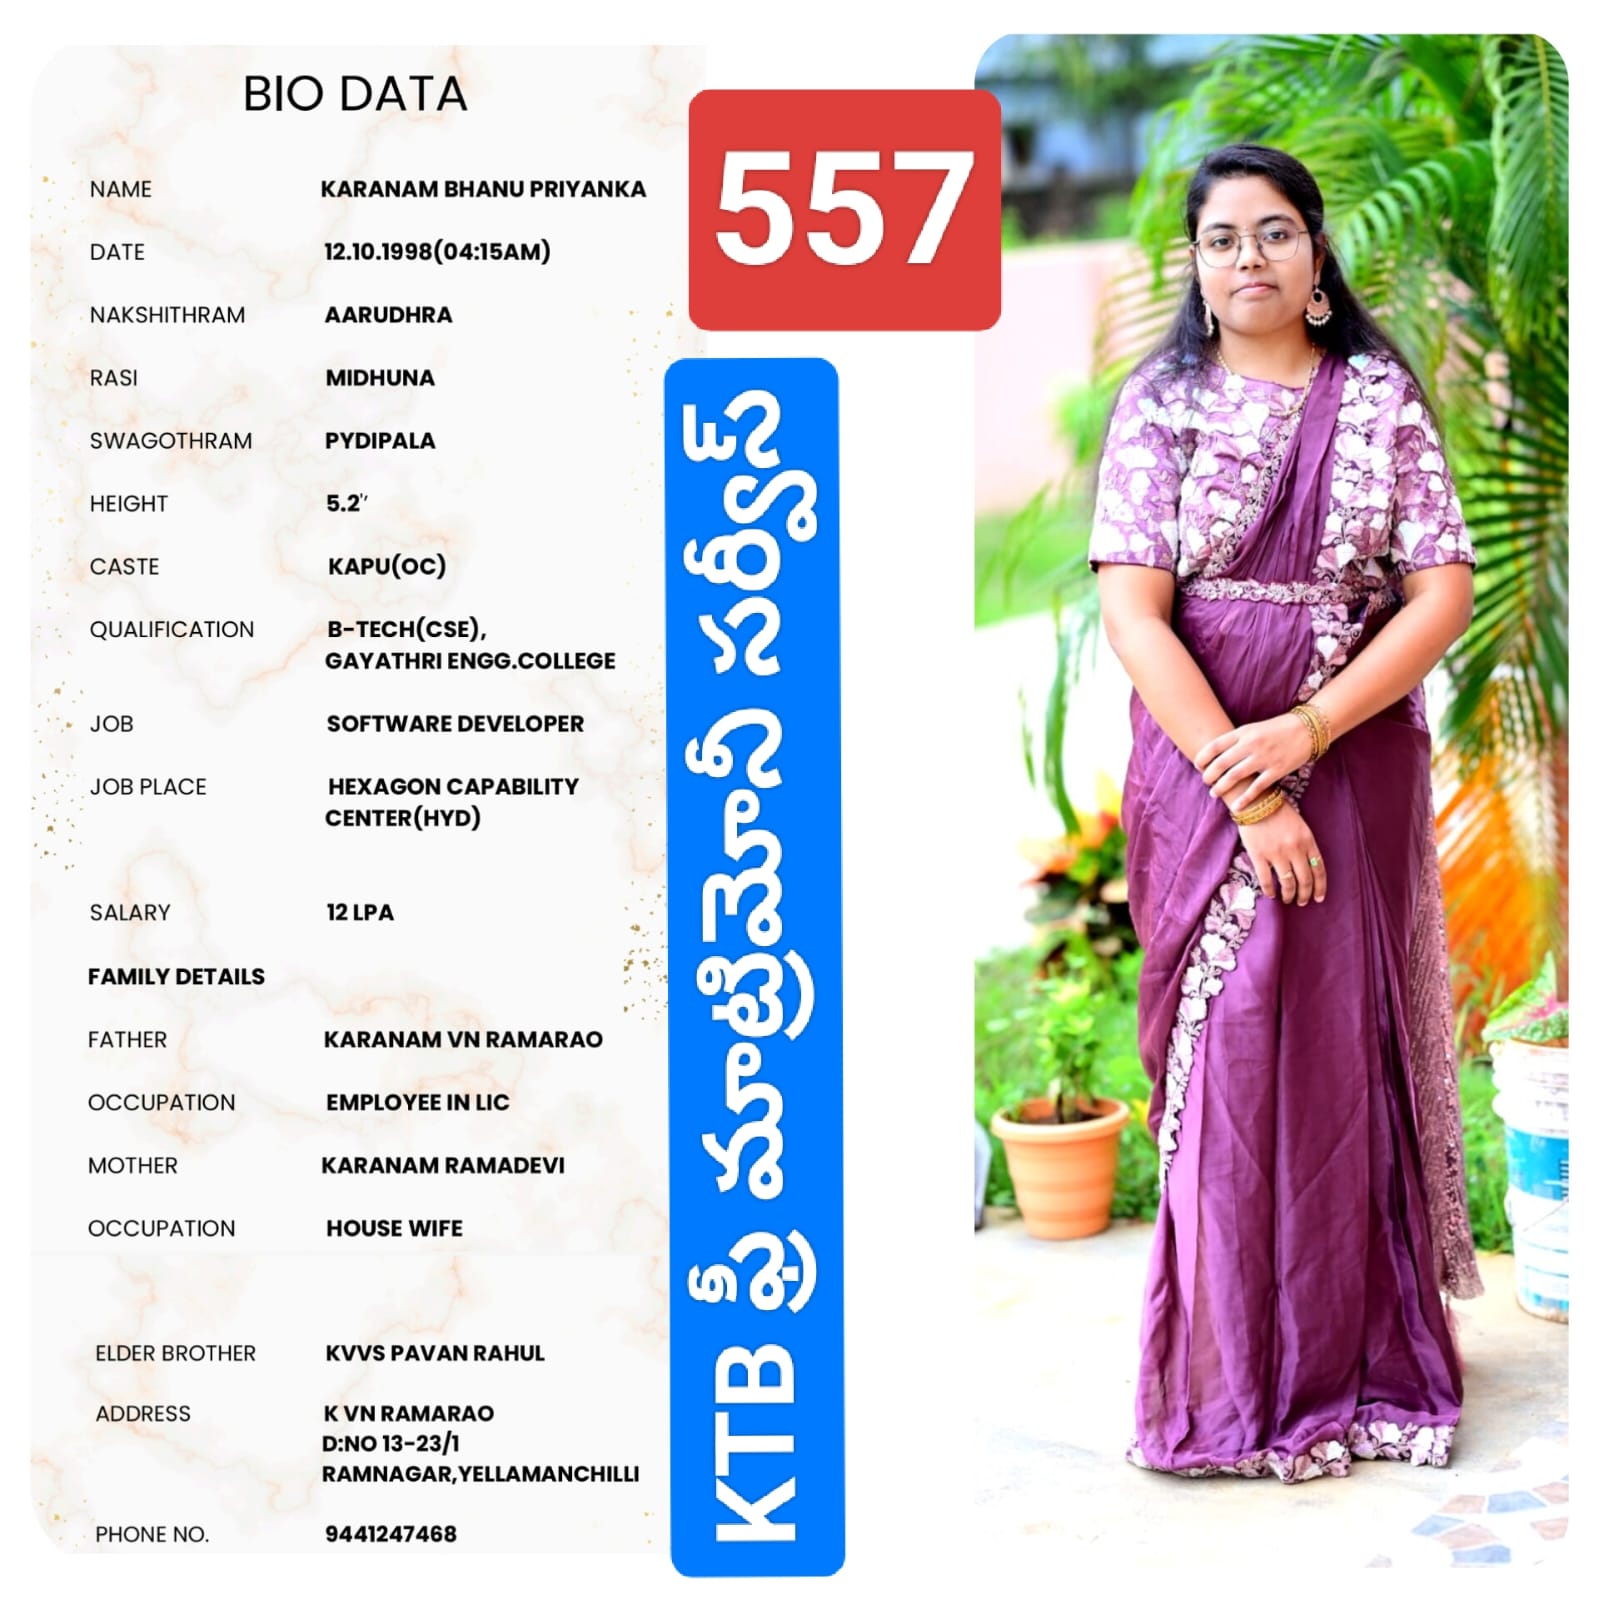 BIO DATA
NAME KARANAM BHANU PRIYANKA
DATE 12.10.1998(04:15AM)
NAKSHITHRAM AARUDHRA
RASI MIDHUNA
SWAGOTHRAM PYDIPALA
HEIGHT 5.2''
CASTE KAPU(OC)
QUALIFICATION B-TECH(CSE),
GAYATHRI ENGG.COLLEGE
JOB SOFTWARE DEVELOPER
JOB PLACE HEXAGON CAPABILITY
CENTER(HYD)
SALARY 12 LPA
FAMILY DETAILS
FATHER KARANAM VN RAMARAO
OCCUPATION EMPLOYEE IN LIC
MOTHER KARANAM RAMADEVI
OCCUPATION HOUSE WIFE
ELDER BROTHER KVVS PAVAN RAHUL
ADDRESS K VN RAMARAO
D:NO 13-23/1
RAMNAGAR,YELLAMANCHILLI
PHONE NO. 9441247468
557
KTB ఫ్రీ మాట్రిమోనీ సర్వీస్